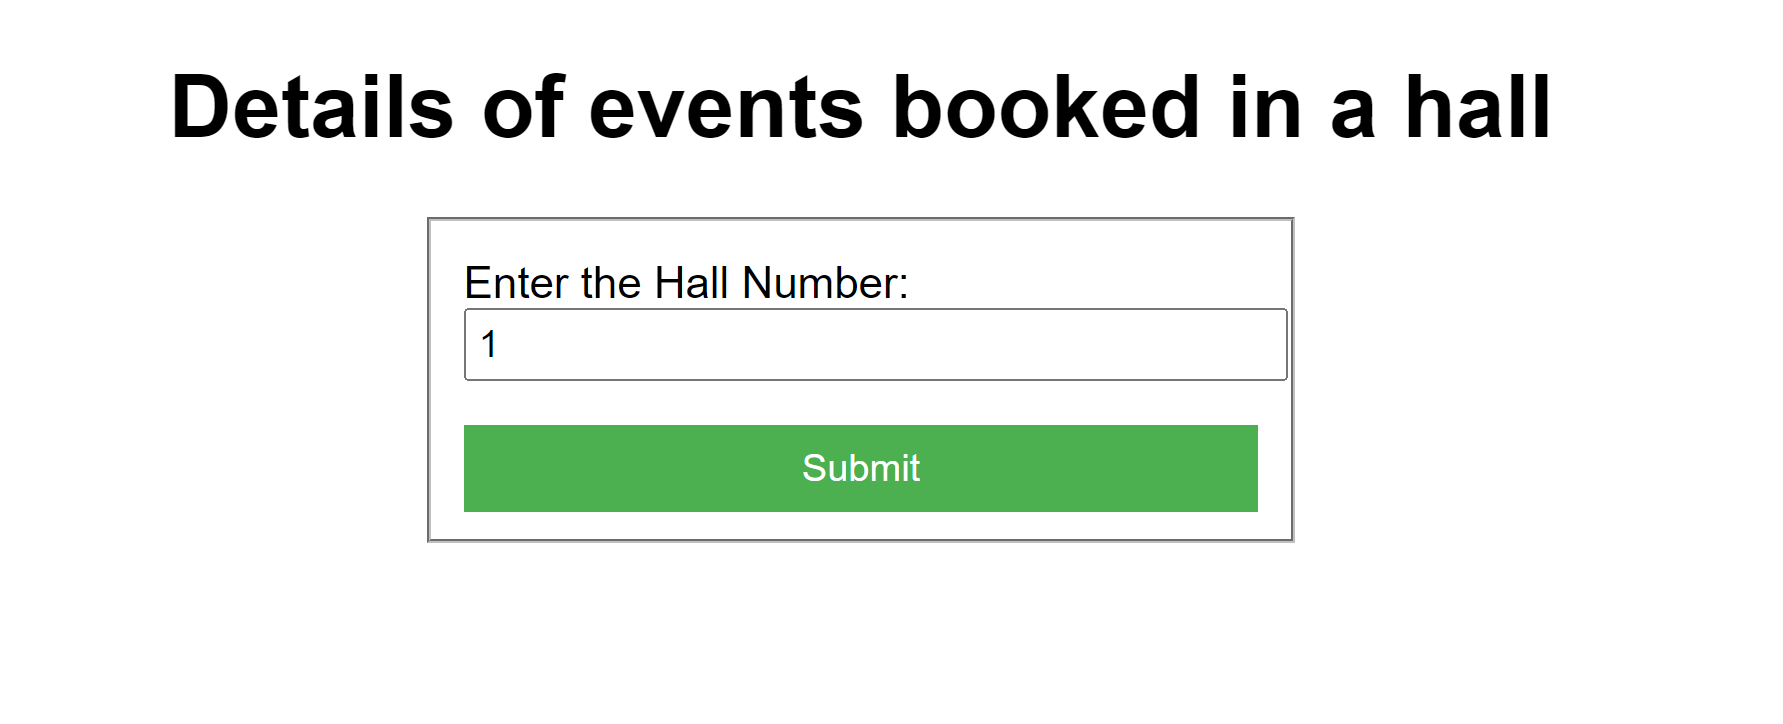 Details of events booked in a hall
Enter the Hall Number:
1
Submit